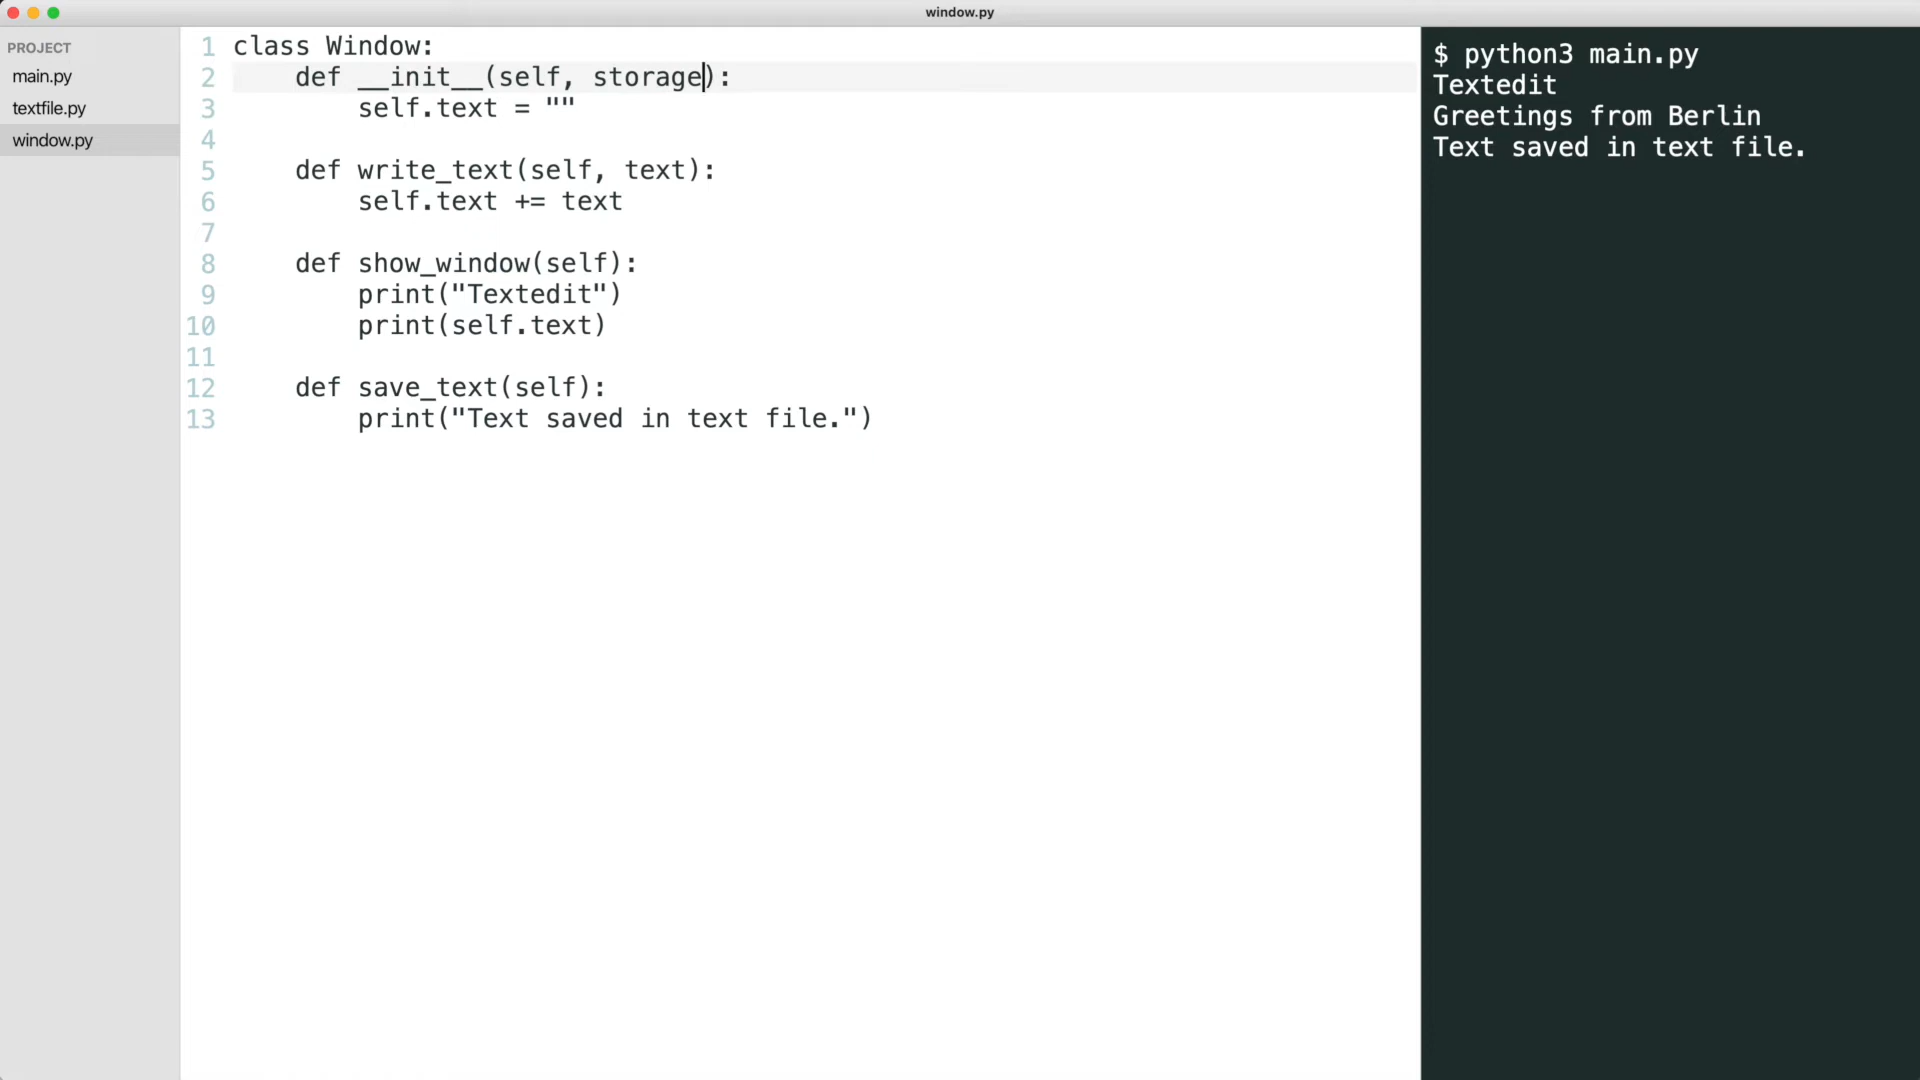 window.py
PROJECT
main.py
textfile.py
window.py
1 class Window:
2     def __init__(self, storage):
3         self.text = ""
4
5     def write_text(self, text):
6         self.text += text
7
8     def show_window(self):
9         print("Textedit")
10         print(self.text)
11
12     def save_text(self):
13         print("Text saved in text file.")
$ python3 main.py
Textedit
Greetings from Berlin
Text saved in text file.